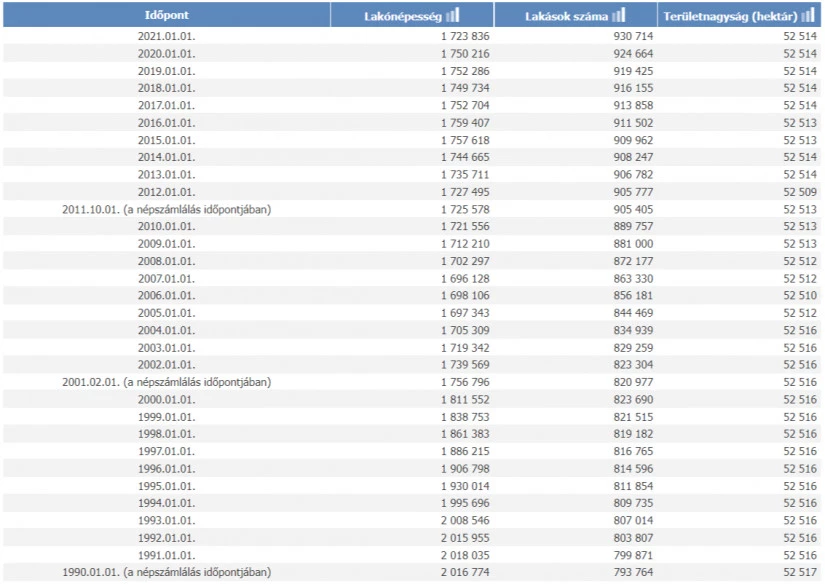 Időpont Lakónépesség Lakások száma Területnagyság (hektár)
2021.01.01. 1 723 836 930 714 52 514
2020.01.01. 1 750 216 924 664 52 514
2019.01.01. 1 752 286 919 425 52 514
2018.01.01. 1 749 734 916 155 52 514
2017.01.01. 1 752 704 913 858 52 514
2016.01.01. 1 759 407 911 502 52 513
2015.01.01. 1 757 618 909 962 52 513
2014.01.01. 1 744 665 908 247 52 514
2013.01.01. 1 735 711 906 782 52 514
2012.01.01. 1 727 495 905 777 52 509
2011.10.01. (a népszámlálás időpontjában) 1 725 578 905 405 52 513
2010.01.01. 1 721 556 889 757 52 513
2009.01.01. 1 712 210 881 000 52 513
2008.01.01. 1 702 297 872 177 52 512
2007.01.01. 1 696 128 863 330 52 512
2006.01.01. 1 698 106 856 181 52 510
2005.01.01. 1 697 343 844 469 52 512
2004.01.01. 1 705 309 834 939 52 516
2003.01.01. 1 719 342 829 259 52 516
2002.01.01. 1 739 569 823 304 52 516
2001.02.01. (a népszámlálás időpontjában) 1 756 796 820 977 52 516
2000.01.01. 1 811 552 823 690 52 516
1999.01.01. 1 838 753 821 515 52 516
1998.01.01. 1 861 383 819 182 52 516
1997.01.01. 1 886 215 816 765 52 516
1996.01.01. 1 906 798 814 596 52 516
1995.01.01. 1 930 014 811 854 52 516
1994.01.01. 1 995 696 809 735 52 516
1993.01.01. 2 008 546 807 014 52 516
1992.01.01. 2 015 955 803 807 52 516
1991.01.01. 2 018 035 799 871 52 516
1990.01.01. (a népszámlálás időpontjában) 2 016 774 793 764 52 517